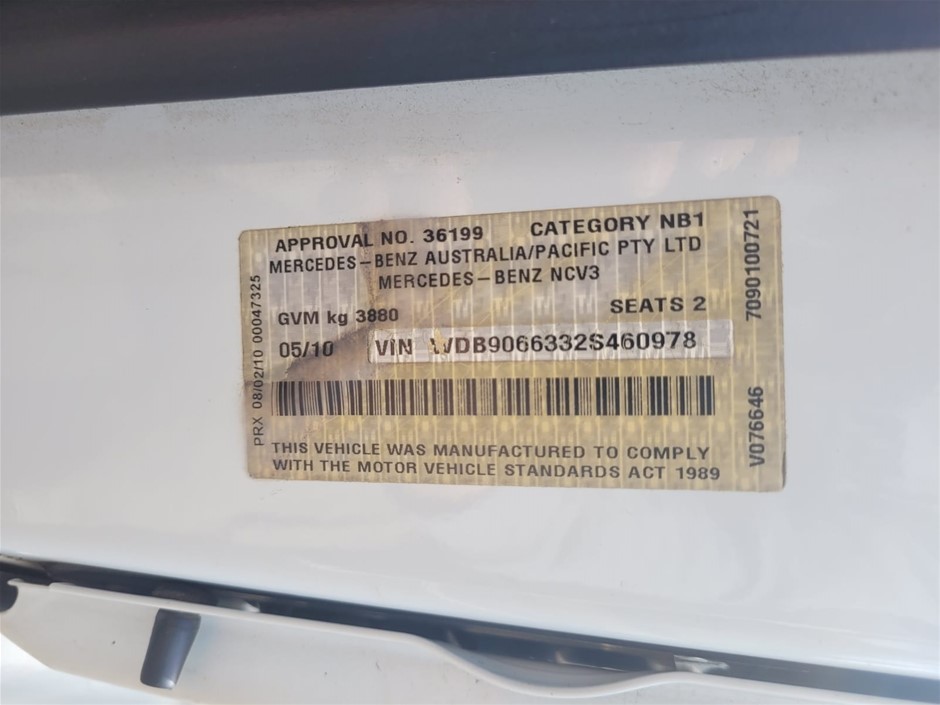 APPROVAL NO. 36199 CATEGORY NB1
MERCEDES-BENZ AUSTRALIA/PACIFIC PTY LTD
MERCEDES-BENZ NCV3
GVM kg 3880 SEATS 2
05/10 VIN WDB9066332S460978
THIS VEHICLE WAS MANUFACTURED TO COMPLY
WITH THE MOTOR VEHICLE STANDARDS ACT 1989
PRX 08/02/10 00047325
V076646 7090100721